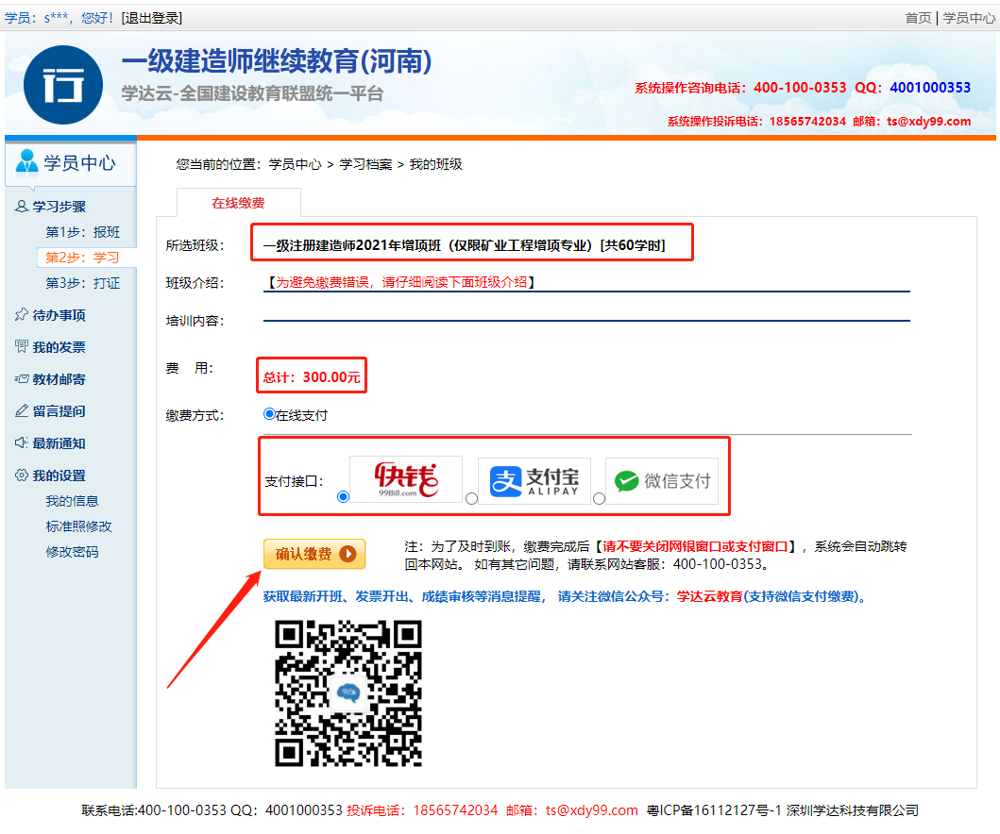 学员：s***，您好！[退出登录]
首页 | 学员中心
一级建造师继续教育(河南)
学达云-全国建设教育联盟统一平台
系统操作咨询电话：400-100-0353 QQ：4001000353
系统操作投诉电话：18565742034 邮箱：ts@xdy99.com
学员中心
学习步骤
第1步：报班
第2步：学习
第3步：打证
待办事项
我的发票
教材邮寄
留言提问
最新通知
我的设置
我的信息
标准照修改
修改密码
您当前的位置：学员中心 > 学习档案 > 我的班级
在线缴费
所选班级：一级注册建造师2021年增项班（仅限矿业工程增项专业）[共60学时]
班级介绍：【为避免缴费错误，请仔细阅读下面班级介绍】
培训内容：
费 用：总计：300.00元
缴费方式：在线支付
支付接口：快钱 99Bill.com 支付宝 ALIPAY 微信支付
确认缴费
注：为了及时到账，缴费完成后【请不要关闭网银窗口或支付窗口】，系统会自动跳转
回本网站。 如有其它问题，请联系网站客服：400-100-0353。
获取最新开班、发票开出、成绩审核等消息提醒， 请关注微信公众号：学达云教育(支持微信支付缴费)。
联系电话:400-100-0353 QQ：4001000353 投诉电话：18565742034 邮箱：ts@xdy99.com 粤ICP备16112127号-1 深圳学达科技有限公司